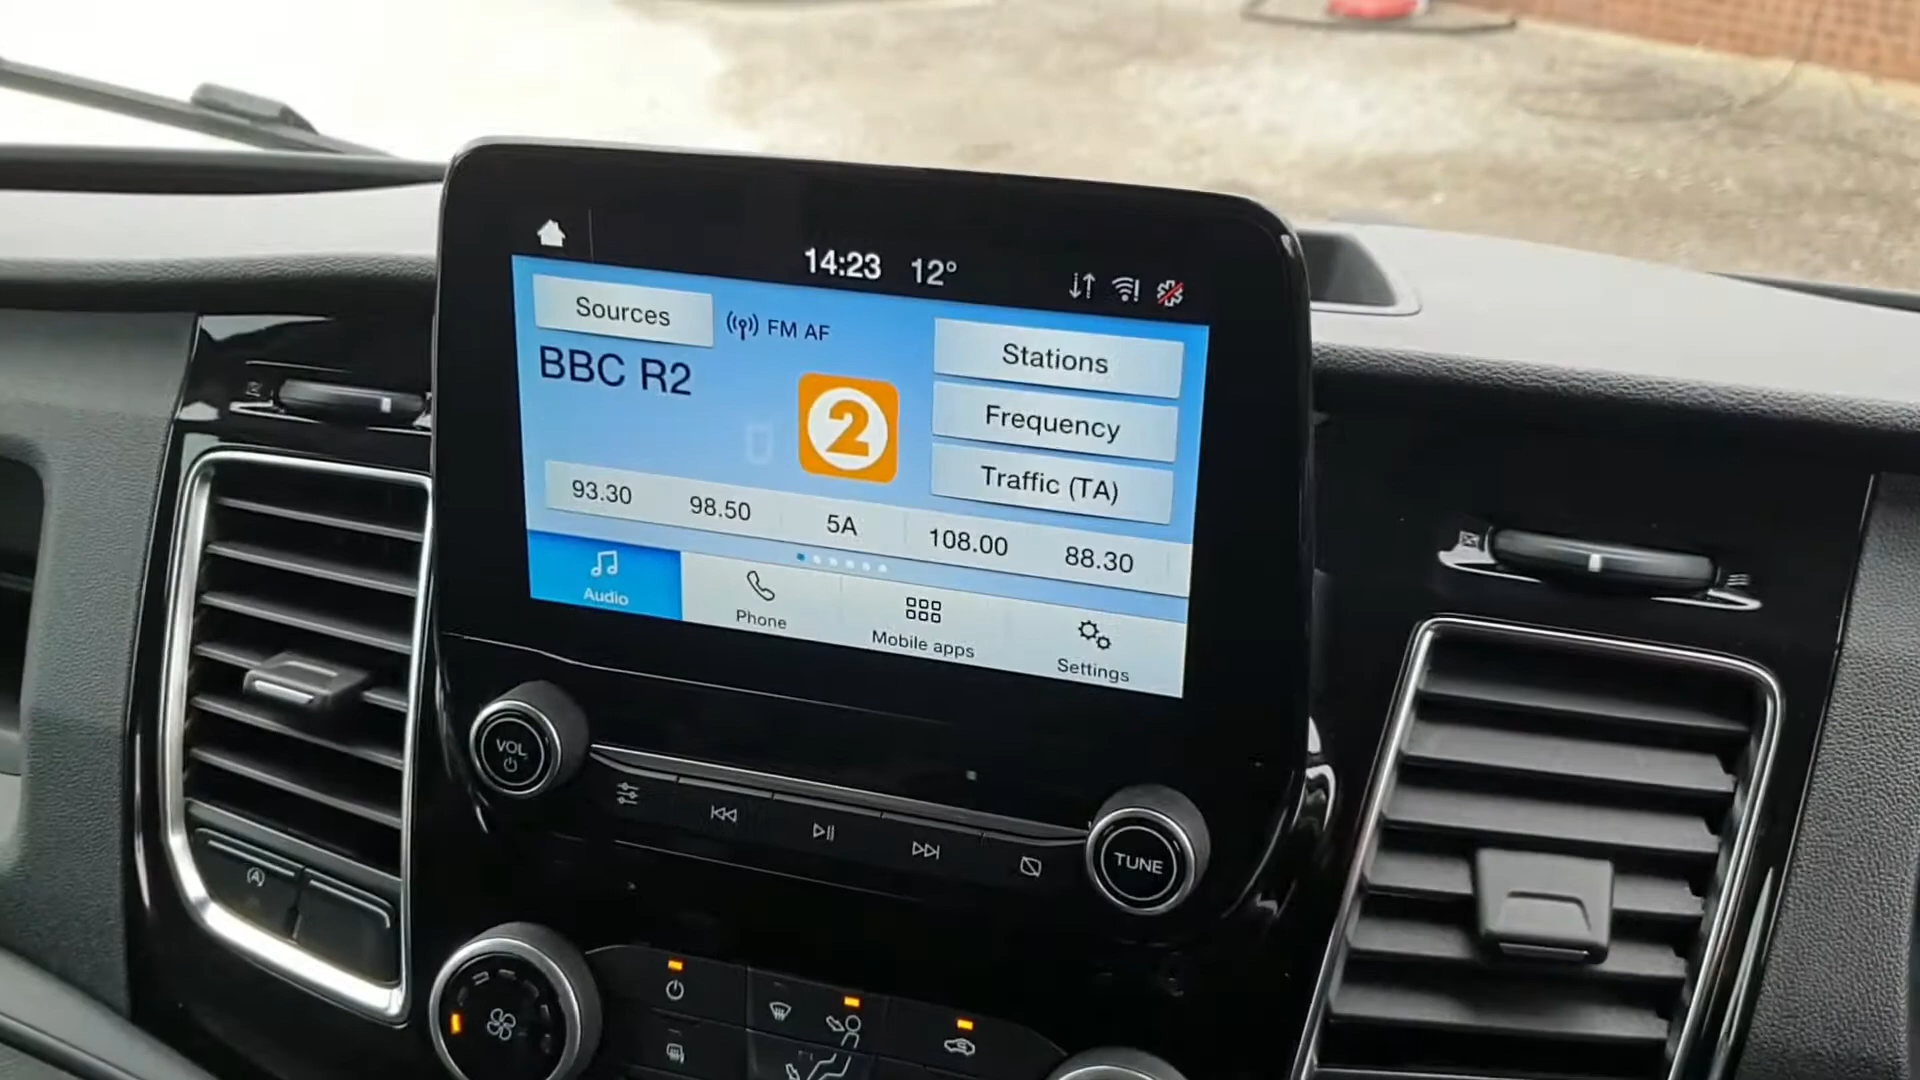 14:23 12°
Sources
FM AF
Stations
BBC R2
2
Frequency
Traffic (TA)
93.30 98.50 5A 108.00 88.30
Audio
Phone
Mobile apps
Settings
VOL
TUNE
A